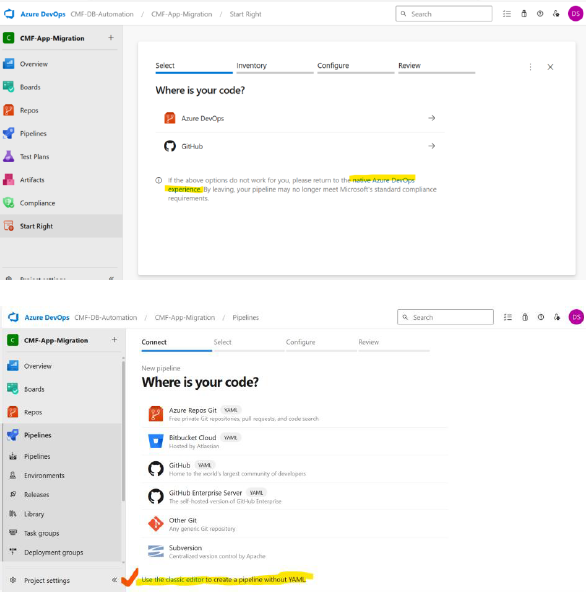 Azure DevOps CMF-DB-Automation / CMF-App-Migration / Start Right
Search
DS
C CMF-App-Migration +
Overview
Boards
Repos
Pipelines
Test Plans
Artifacts
Compliance
Start Right
Project settings «
Select Inventory Configure Review
Where is your code?
Azure DevOps
GitHub
If the above options do not work for you, please return to the native Azure DevOps
experience. By leaving, your pipeline may no longer meet Microsoft's standard compliance
requirements.
Azure DevOps CMF-DB-Automation / CMF-App-Migration / Pipelines
Search
DS
C CMF-App-Migration +
Overview
Boards
Repos
Pipelines
Pipelines
Environments
Releases
Library
Task groups
Deployment groups
Project settings «
Connect Select Configure Review
New pipeline
Where is your code?
Azure Repos Git YAML
Free private Git repositories, pull requests, and code search
Bitbucket Cloud YAML
Hosted by Atlassian
GitHub YAML
Home to the world's largest community of developers
GitHub Enterprise Server YAML
The self-hosted version of GitHub Enterprise
Other Git
Any generic Git repository
Subversion
Centralized version control by Apache
Use the classic editor to create a pipeline without YAML